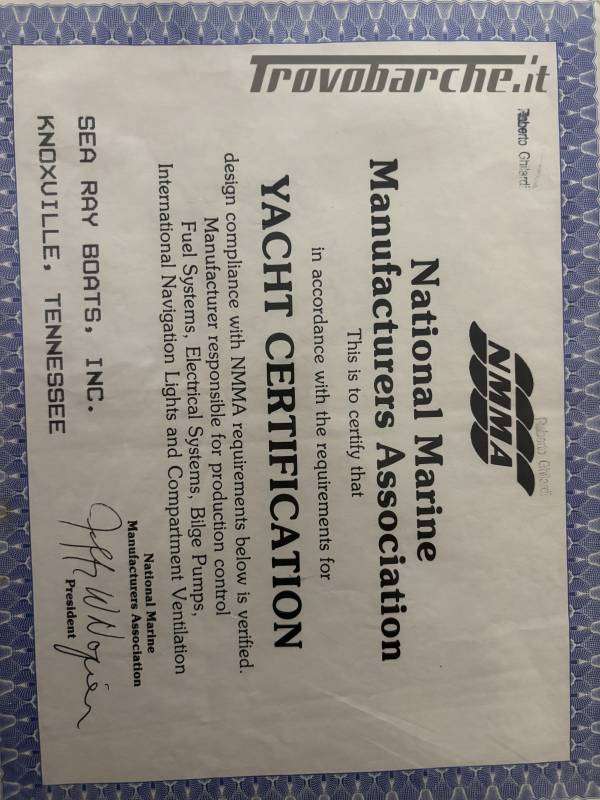 Trovobarche.it
Roberto Ghilardi
NMMA
Roberto Ghilardi
National Marine
Manufacturers Association
This is to certify that
in accordance with the requirements for
YACHT CERTIFICATION
design compliance with NMMA requirements below is verified.
Manufacturer responsible for production control
Fuel Systems, Electrical Systems, Bilge Pumps,
International Navigation Lights and Compartment Ventilation
National Marine
Manufacturers Association
President
SEA RAY BOATS, INC.
KNOXVILLE, TENNESSEE